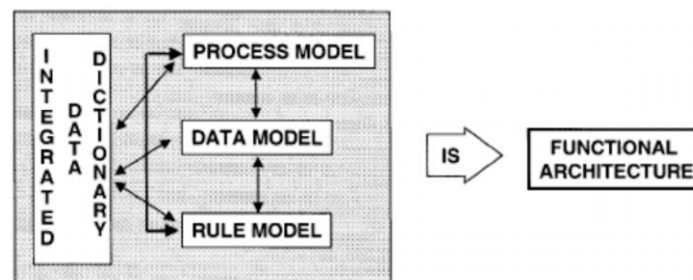 INTEGRATED
DATA
DICTIONARY
PROCESS MODEL
DATA MODEL
RULE MODEL
IS
FUNCTIONAL
ARCHITECTURE